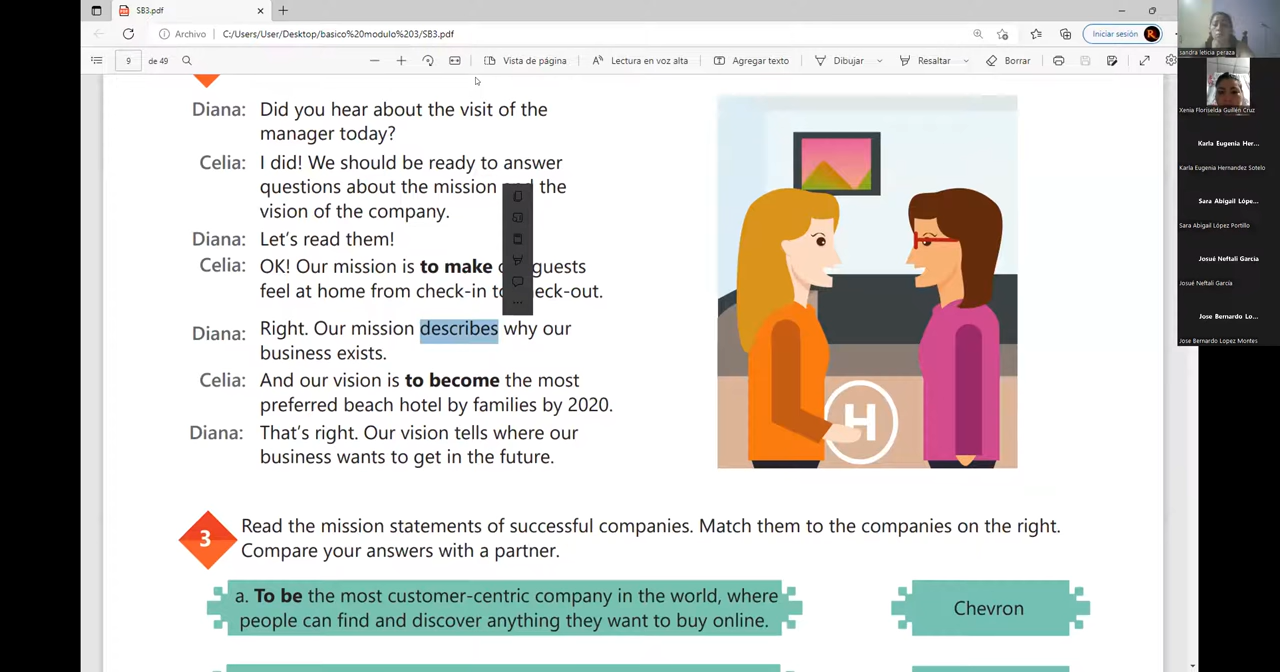 SB3.pdf
Archivo
C:/Users/User/Desktop/basico%20modulo%203/SB3.pdf
Iniciar sesión
R
9 de 49
Vista de página
Lectura en voz alta
Agregar texto
Dibujar
Resaltar
Borrar
Diana: Did you hear about the visit of the
manager today?
Celia: I did! We should be ready to answer
questions about the mission and the
vision of the company.
Diana: Let's read them!
Celia: OK! Our mission is to make guests
feel at home from check-in to check-out.
Diana: Right. Our mission describes why our
business exists.
Celia: And our vision is to become the most
preferred beach hotel by families by 2020.
Diana: That's right. Our vision tells where our
business wants to get in the future.
H
3
Read the mission statements of successful companies. Match them to the companies on the right.
Compare your answers with a partner.
a. To be the most customer-centric company in the world, where
people can find and discover anything they want to buy online.
Chevron
sandra leticia peraza
Xenia Floriselda Guillén Cruz
Karla Eugenia Her...
Karla Eugenia Hernandez Sotelo
Sara Abigail Lópe...
Sara Abigail López Portillo
Josué Neftali Garcia
Josué Neftali García
Jose Bernardo Lo...
Jose Bernardo Lopez Montes